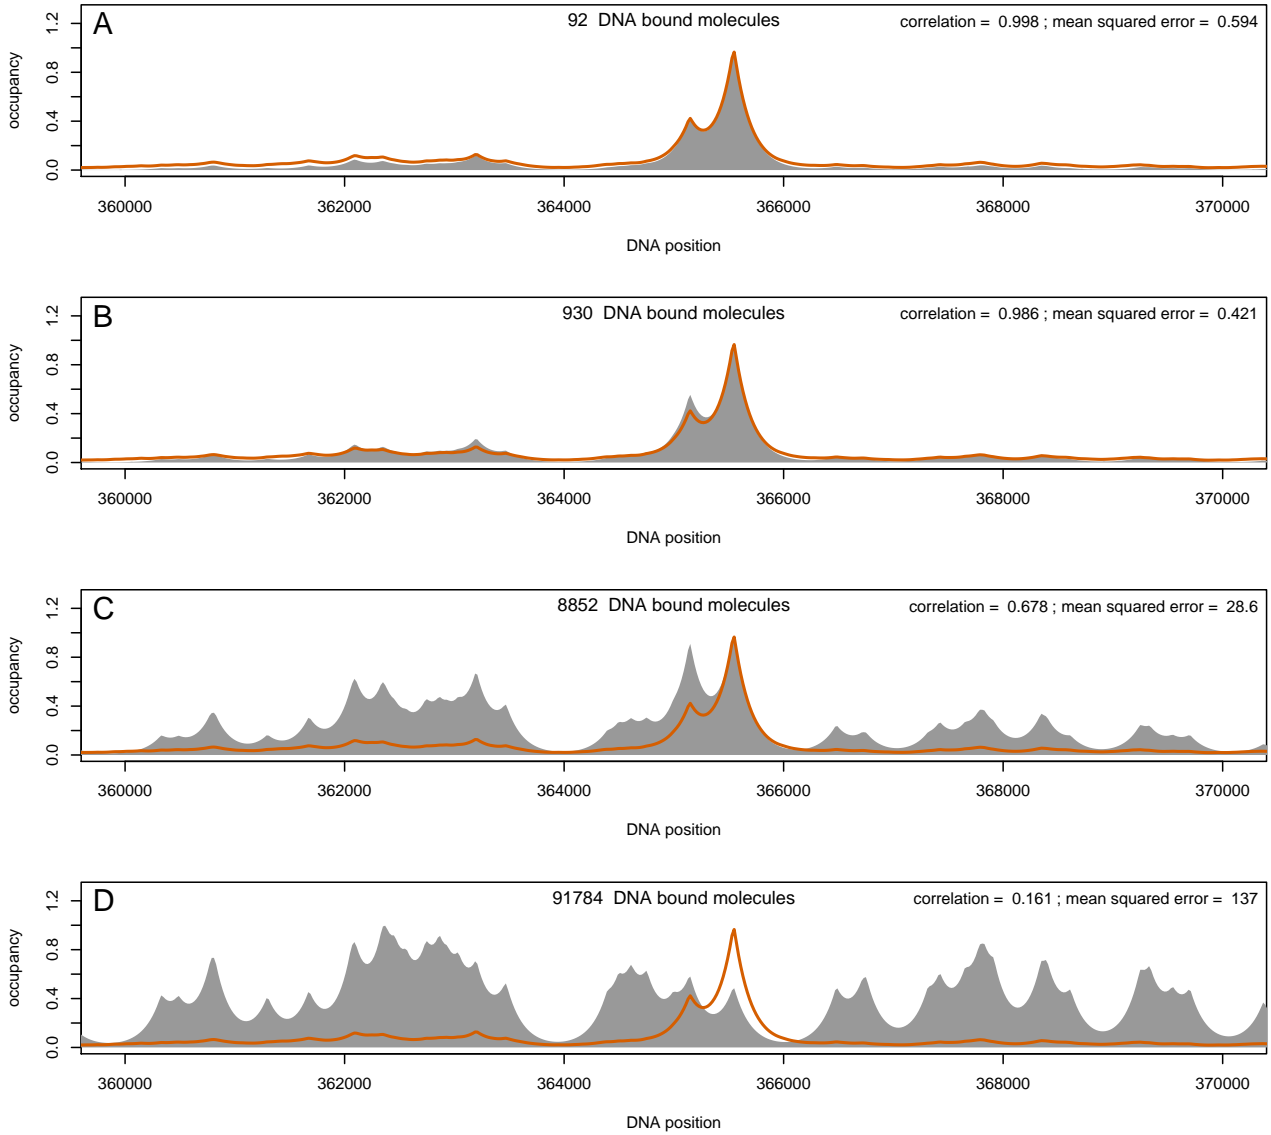 A
92 DNA bound molecules
correlation = 0.998 ; mean squared error = 0.594
occupancy
0.0 0.4 0.8 1.2
360000 362000 364000 366000 368000 370000
DNA position
B
930 DNA bound molecules
correlation = 0.986 ; mean squared error = 0.421
occupancy
0.0 0.4 0.8 1.2
360000 362000 364000 366000 368000 370000
DNA position
C
8852 DNA bound molecules
correlation = 0.678 ; mean squared error = 28.6
occupancy
0.0 0.4 0.8 1.2
360000 362000 364000 366000 368000 370000
DNA position
D
91784 DNA bound molecules
correlation = 0.161 ; mean squared error = 137
occupancy
0.0 0.4 0.8 1.2
360000 362000 364000 366000 368000 370000
DNA position